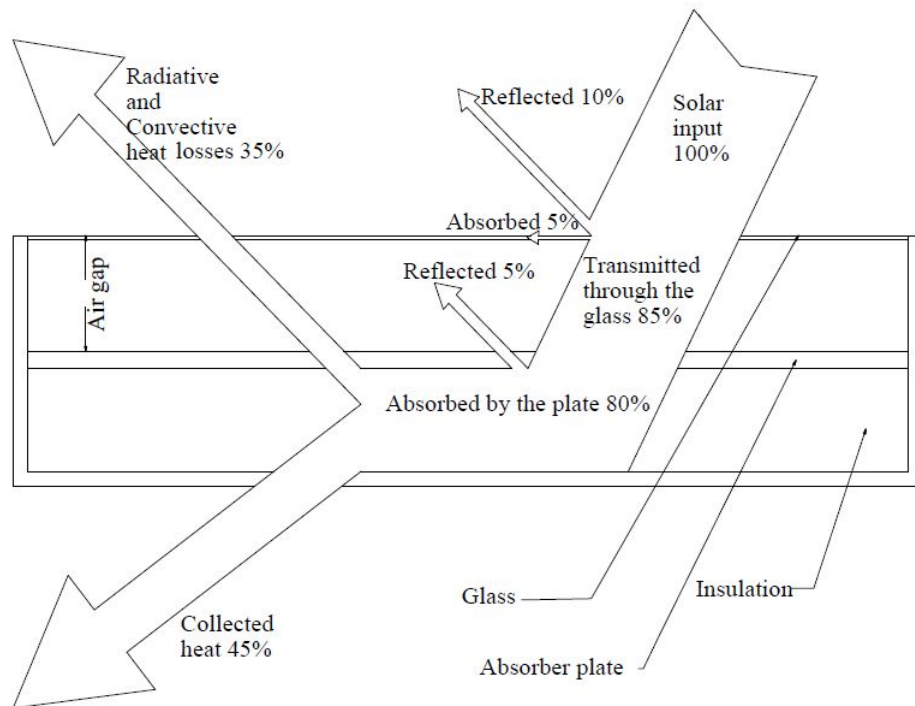 Radiative
and
Convective
heat losses 35%
Reflected 10%
Solar
input
100%
Absorbed 5%
Reflected 5%
Transmitted
through the
glass 85%
Air gap
Absorbed by the plate 80%
Glass
Insulation
Collected
heat 45%
Absorber plate